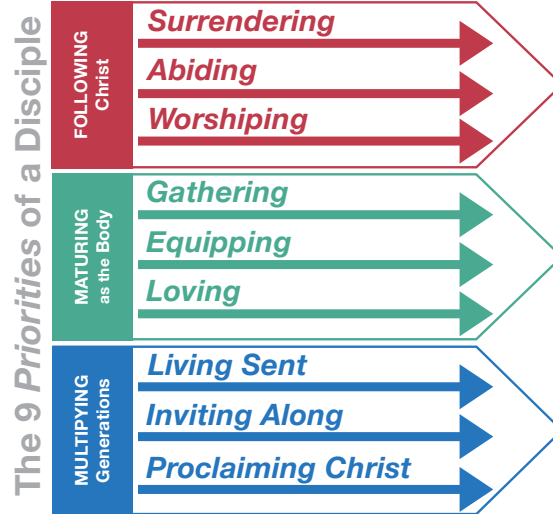 The 9 Priorities of a Disciple
FOLLOWING
Christ
Surrendering
Abiding
Worshiping
MATURING
as the Body
Gathering
Equipping
Loving
MULTIPLYING
Generations
Living Sent
Inviting Along
Proclaiming Christ